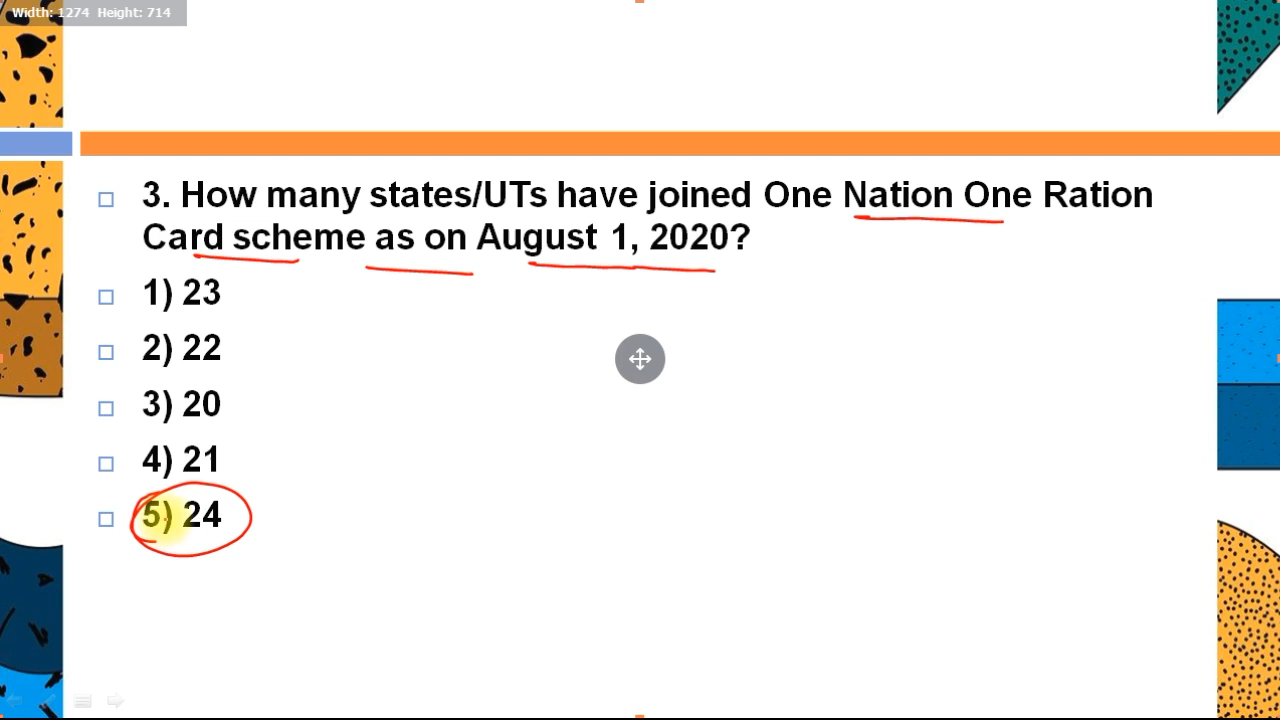 Width: 1274 Height: 714
3. How many states/UTs have joined One Nation One Ration
Card scheme as on August 1, 2020?
1) 23
2) 22
3) 20
4) 21
5) 24